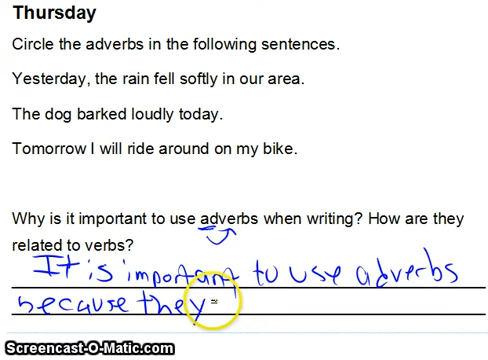 Thursday
Circle the adverbs in the following sentences.
Yesterday, the rain fell softly in our area.
The dog barked loudly today.
Tomorrow I will ride around on my bike.
Why is it important to use adverbs when writing? How are they
related to verbs?
It is important to use adverbs
because they
Screencast-O-Matic.com